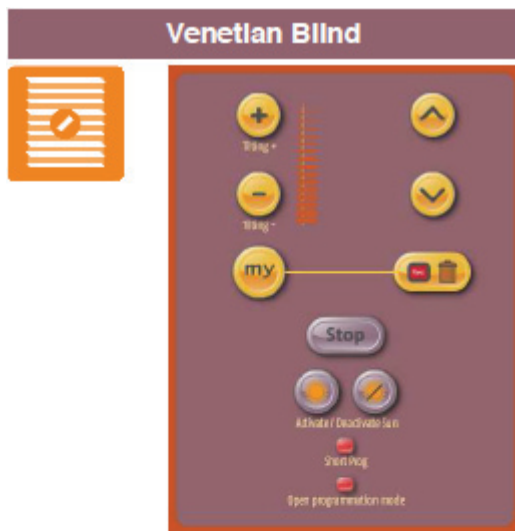 Venetian Blind
+
Tilting +
-
Tilting -
my
Stop
Activate / Deactivate Sun
Short Prog
Open programmation mode